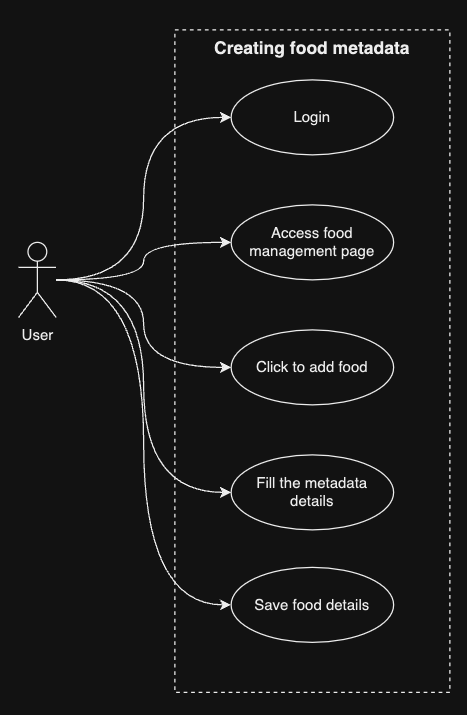 Creating food metadata
Login
Access food
management page
User
Click to add food
Fill the metadata
details
Save food details